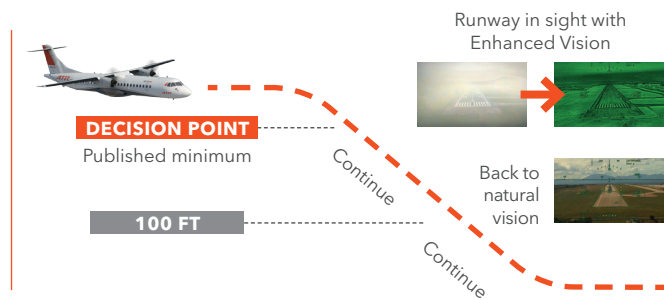 Runway in sight with
Enhanced Vision
DECISION POINT
Published minimum
Continue
Back to
natural
vision
100 FT
Continue